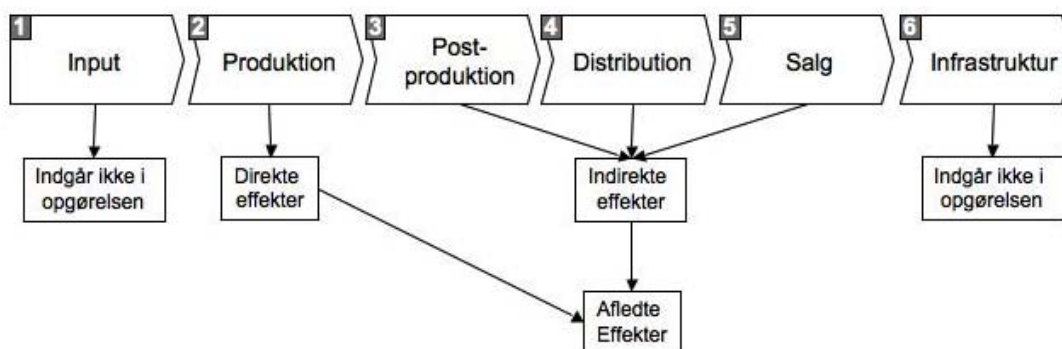 1
Input
2
Produktion
3
Post-
produktion
4
Distribution
5
Salg
6
Infrastruktur
Indgår ikke i
opgørelsen
Direkte
effekter
Indirekte
effekter
Indgår ikke i
opgørelsen
Afledte
Effekter